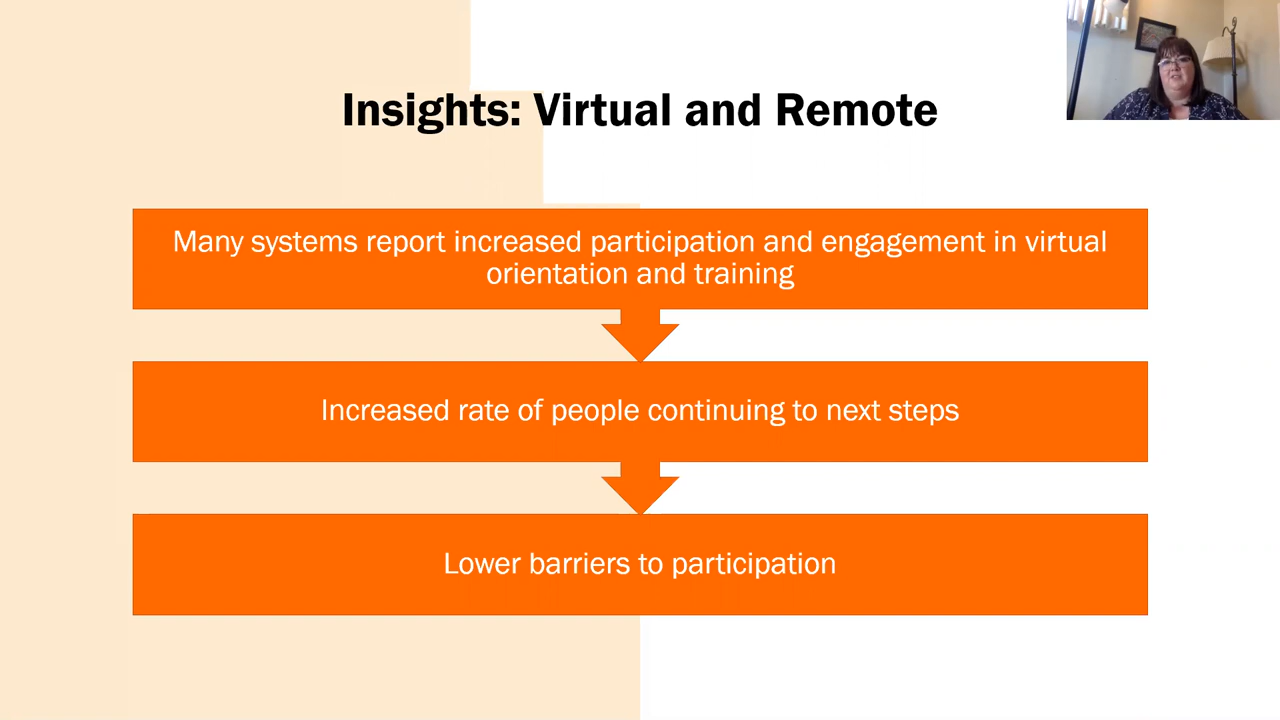 Insights: Virtual and Remote
Many systems report increased participation and engagement in virtual
orientation and training
Increased rate of people continuing to next steps
Lower barriers to participation